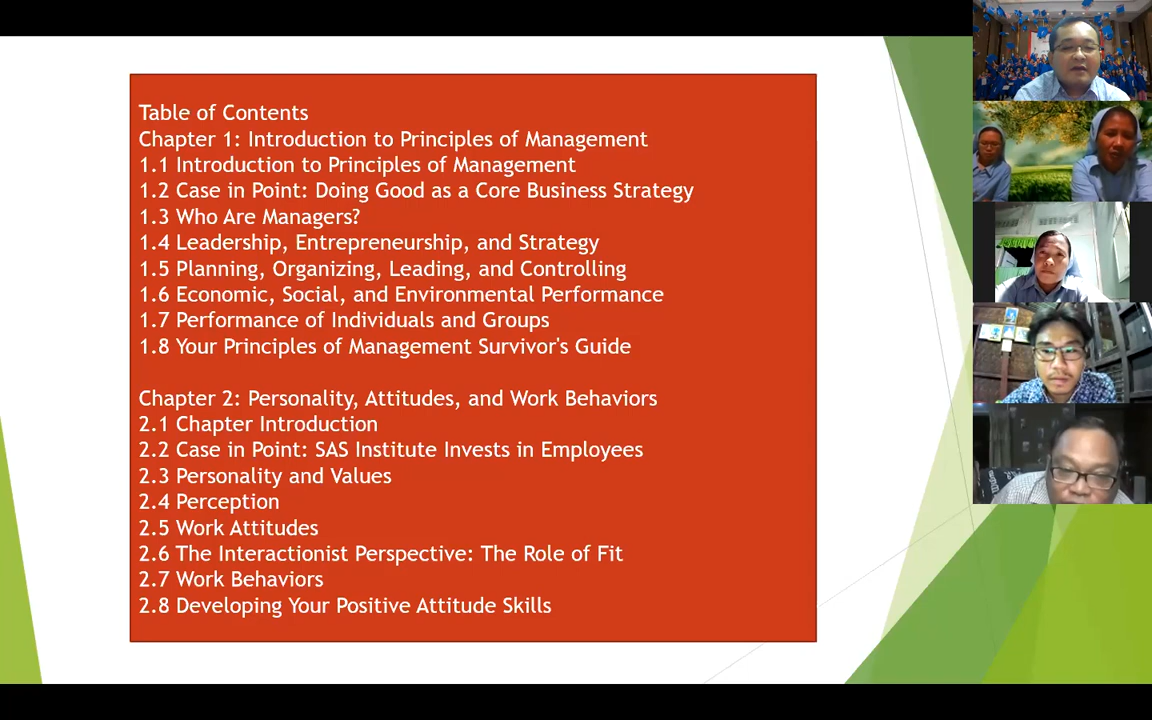 Table of Contents
Chapter 1: Introduction to Principles of Management
1.1 Introduction to Principles of Management
1.2 Case in Point: Doing Good as a Core Business Strategy
1.3 Who Are Managers?
1.4 Leadership, Entrepreneurship, and Strategy
1.5 Planning, Organizing, Leading, and Controlling
1.6 Economic, Social, and Environmental Performance
1.7 Performance of Individuals and Groups
1.8 Your Principles of Management Survivor's Guide
Chapter 2: Personality, Attitudes, and Work Behaviors
2.1 Chapter Introduction
2.2 Case in Point: SAS Institute Invests in Employees
2.3 Personality and Values
2.4 Perception
2.5 Work Attitudes
2.6 The Interactionist Perspective: The Role of Fit
2.7 Work Behaviors
2.8 Developing Your Positive Attitude Skills